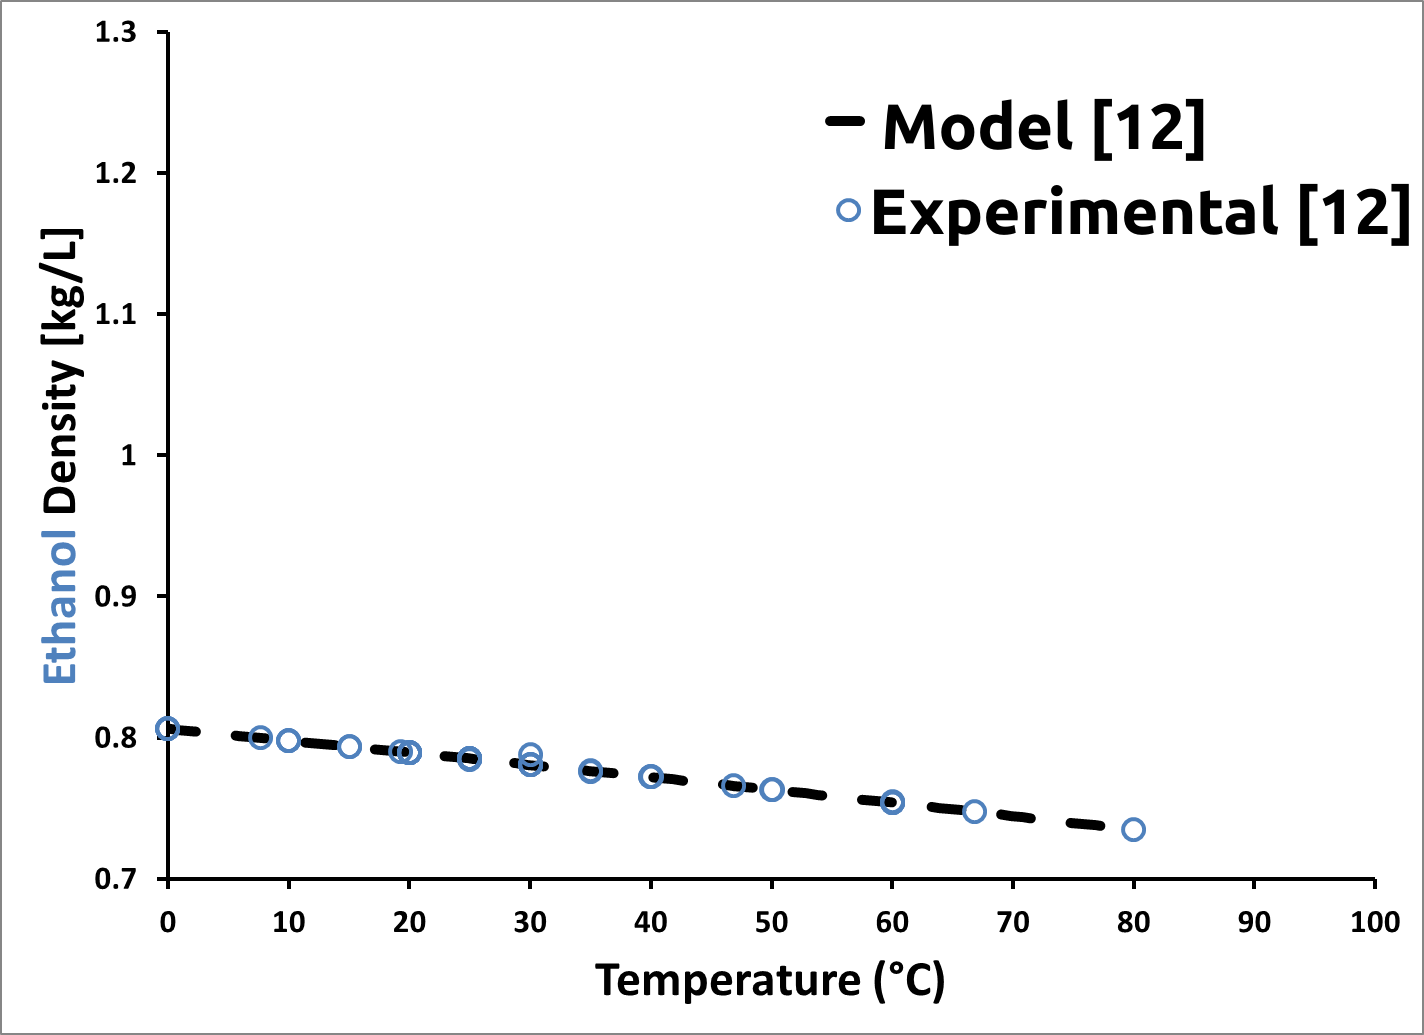 Model [12]
Experimental [12]
Ethanol Density [kg/L]
1.3
1.2
1.1
1
0.9
0.8
0.7
0 10 20 30 40 50 60 70 80 90 100
Temperature (°C)